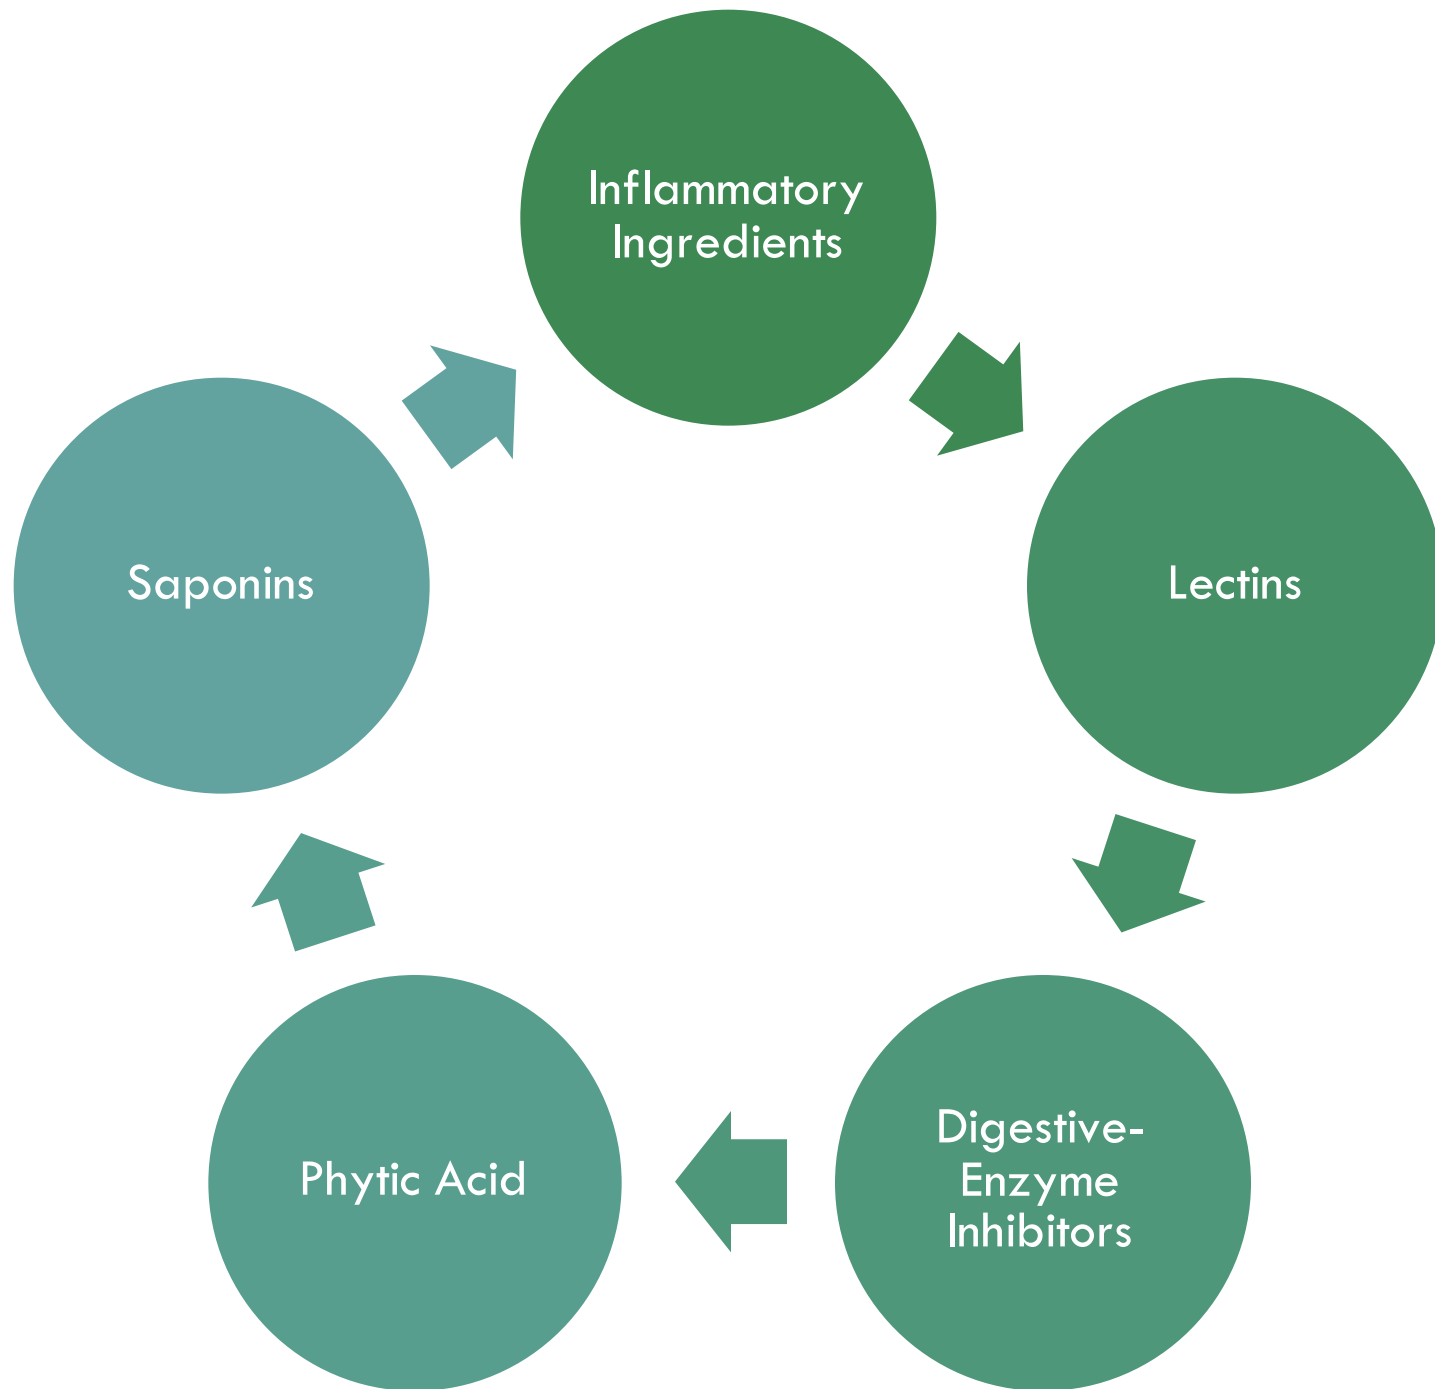 Inflammatory
Ingredients
Lectins
Digestive-
Enzyme
Inhibitors
Phytic Acid
Saponins